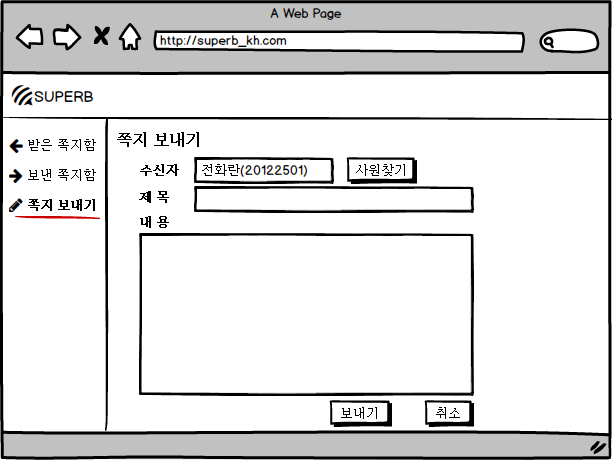 A Web Page
http://superb_kh.com
SUPERB
받은 쪽지함
보낸 쪽지함
쪽지 보내기
쪽지 보내기
수신자 전화란(20122501) 사원찾기
제 목
내 용
보내기 취소